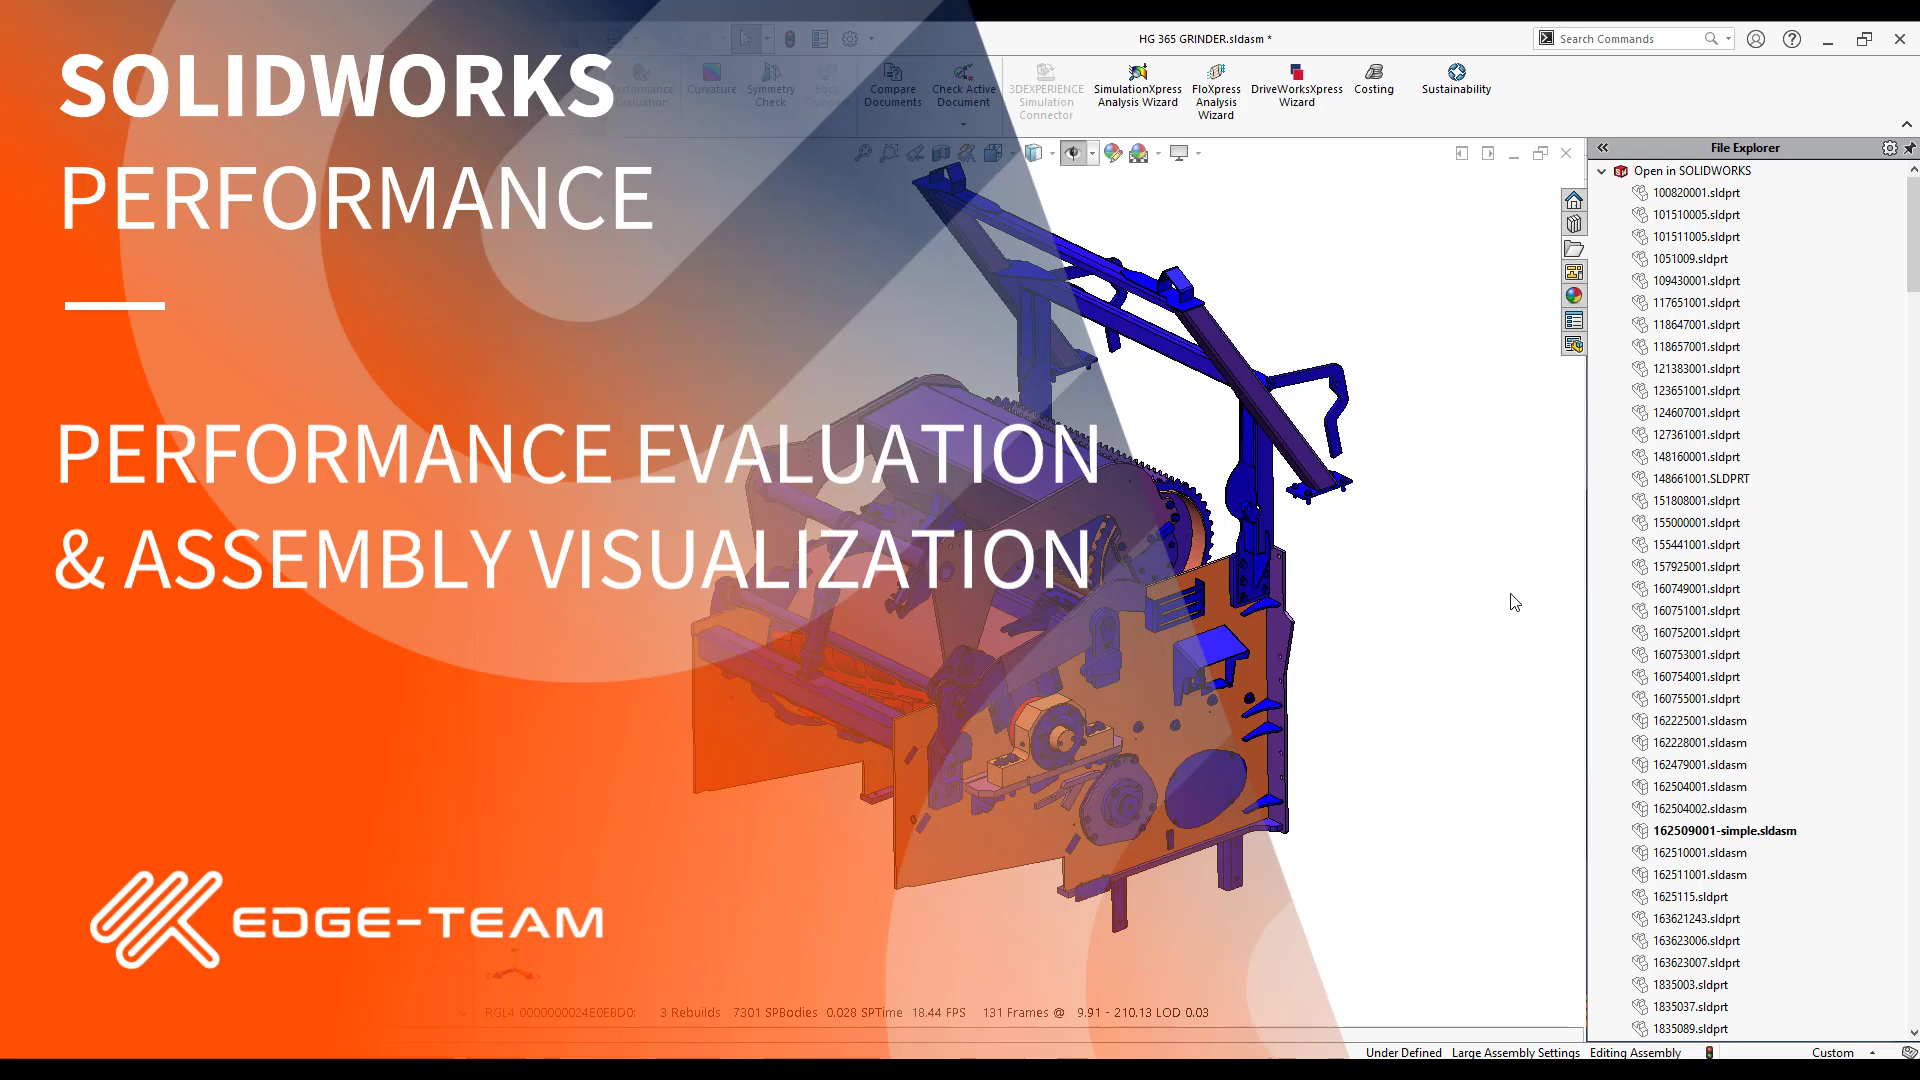 SOLIDWORKS
PERFORMANCE
PERFORMANCE EVALUATION
& ASSEMBLY VISUALIZATION
EDGE-TEAM
HG 365 GRINDER.sldasm *
Search Commands
Performance Evaluation
Curvature
Symmetry Check
Compare Documents
Check Active Document
3DEXPERIENCE Simulation Connector
SimulationXpress Analysis Wizard
FloXpress Analysis Wizard
DriveWorksXpress Wizard
Costing
Sustainability
File Explorer
Open in SOLIDWORKS
100820001.sldprt
101510005.sldprt
101511005.sldprt
1051009.sldprt
109430001.sldprt
117651001.sldprt
118647001.sldprt
118657001.sldprt
121383001.sldprt
123651001.sldprt
124607001.sldprt
127361001.sldprt
148160001.sldprt
148661001.SLDPRT
151808001.sldprt
155000001.sldprt
155441001.sldprt
157925001.sldprt
160749001.sldprt
160751001.sldprt
160752001.sldprt
160753001.sldprt
160754001.sldprt
160755001.sldprt
162225001.sldasm
162228001.sldasm
162479001.sldasm
162504001.sldasm
162504002.sldasm
162509001-simple.sldasm
162510001.sldasm
162511001.sldasm
1625115.sldprt
163621243.sldprt
163623006.sldprt
163623007.sldprt
1835003.sldprt
1835037.sldprt
1835089.sldprt
RGL4 0000000024E0EBD0: 3 Rebuilds 7301 SPBodies 0.028 SPTime 18.44 FPS 131 Frames @ 9.91 - 210.13 LOD 0.03
Under Defined Large Assembly Settings Editing Assembly Custom